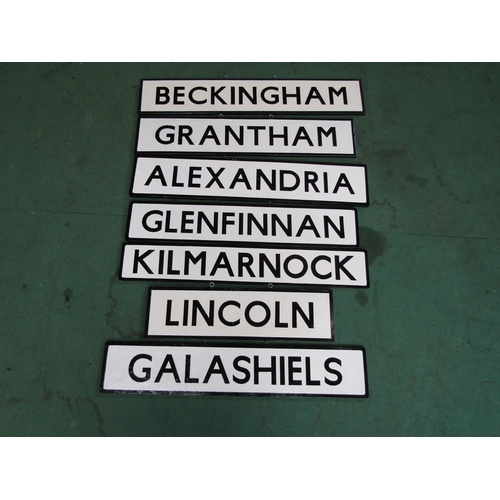 BECKINGHAM
GRANTHAM
ALEXANDRIA
GLENFINNAN
KILMARNOCK
LINCOLN
GALASHIELS